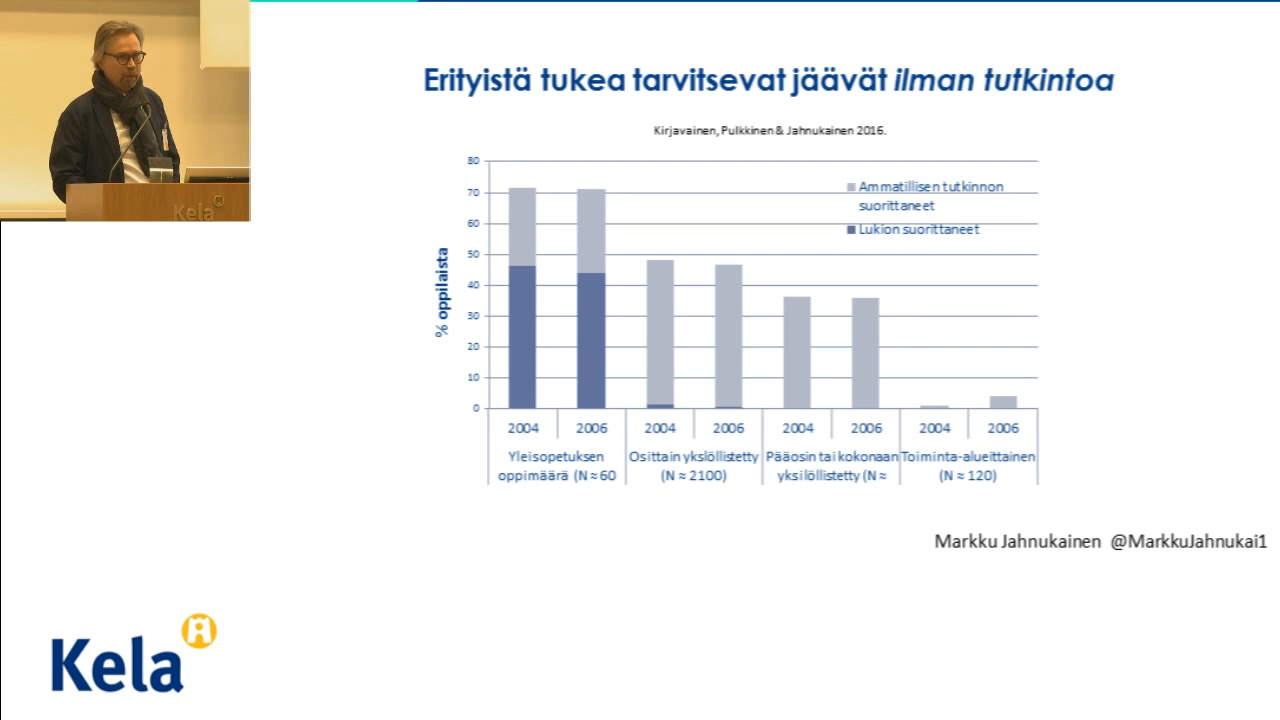 Erityistä tukea tarvitsevat jäävät ilman tutkintoa
Kirjavainen, Pulkkinen & Jahnukainen 2016.
80
70
60
50
40
30
20
10
0
% oppilaista
Ammatillisen tutkinnon
suorittaneet
Lukion suorittaneet
2004 2006 2004 2006 2004 2006 2004 2006
Yleisopetuksen
oppimäärä (N ≈ 60
Osittain yksIöllistetty
(N ≈ 2100)
Pääosin tai kokonaan
yksilöllistetty (N ≈
Toiminta-alueittainen
(N ≈ 120)
Markku Jahnukainen @MarkkuJahnukai1
Kela
Kela